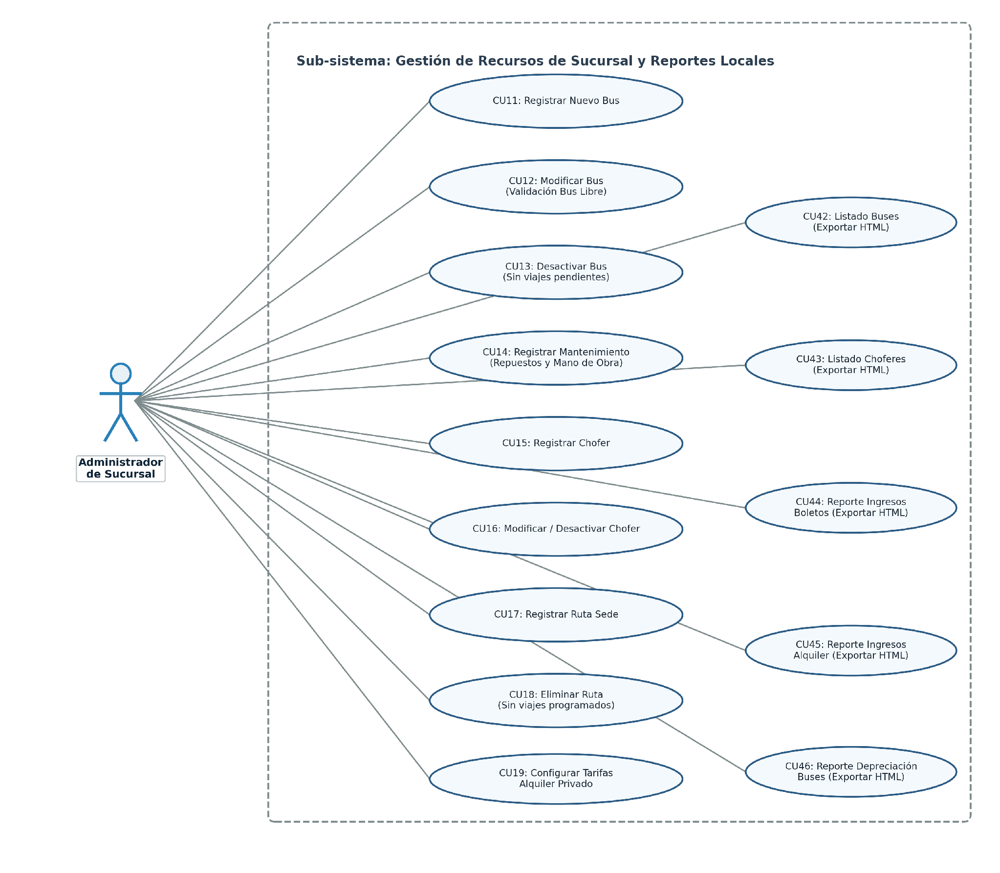 Sub-sistema: Gestión de Recursos de Sucursal y Reportes Locales
CU11: Registrar Nuevo Bus
CU12: Modificar Bus
(Validación Bus Libre)
CU13: Desactivar Bus
(Sin viajes pendientes)
CU14: Registrar Mantenimiento
(Repuestos y Mano de Obra)
CU15: Registrar Chofer
CU16: Modificar / Desactivar Chofer
CU17: Registrar Ruta Sede
CU18: Eliminar Ruta
(Sin viajes programados)
CU19: Configurar Tarifas
Alquiler Privado
CU42: Listado Buses
(Exportar HTML)
CU43: Listado Choferes
(Exportar HTML)
CU44: Reporte Ingresos
Boletos (Exportar HTML)
CU45: Reporte Ingresos
Alquiler (Exportar HTML)
CU46: Reporte Depreciación
Buses (Exportar HTML)
Administrador
de Sucursal